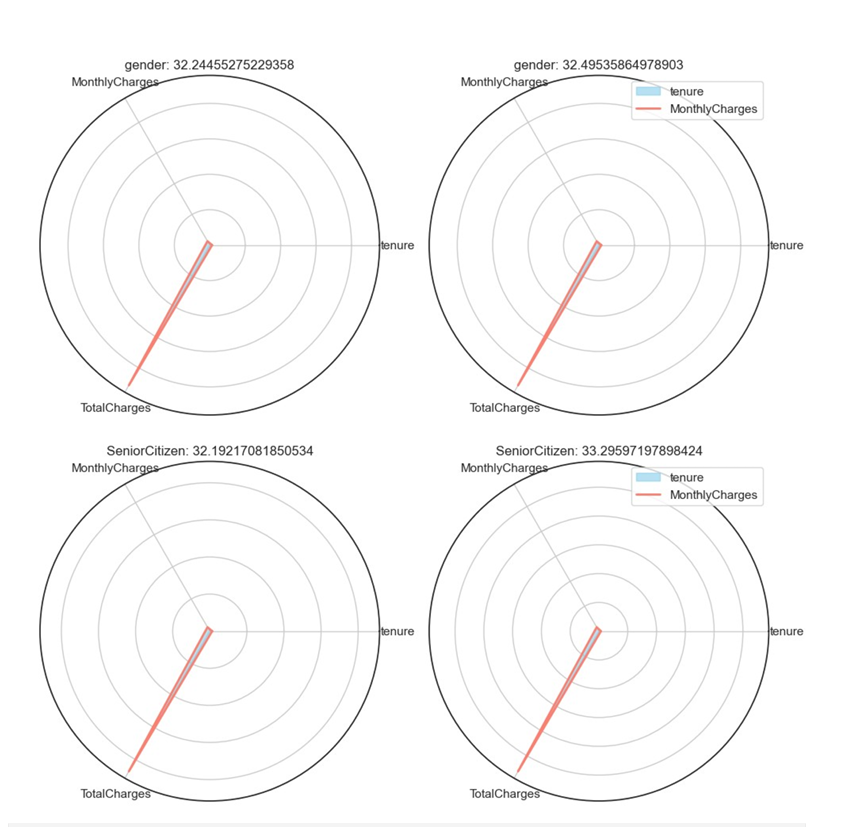 gender: 32.24455275229358
MonthlyCharges
tenure
TotalCharges
gender: 32.49535864978903
MonthlyCharges
tenure
MonthlyCharges
tenure
TotalCharges
SeniorCitizen: 32.19217081850534
MonthlyCharges
tenure
TotalCharges
SeniorCitizen: 33.29597197898424
MonthlyCharges
tenure
MonthlyCharges
tenure
TotalCharges